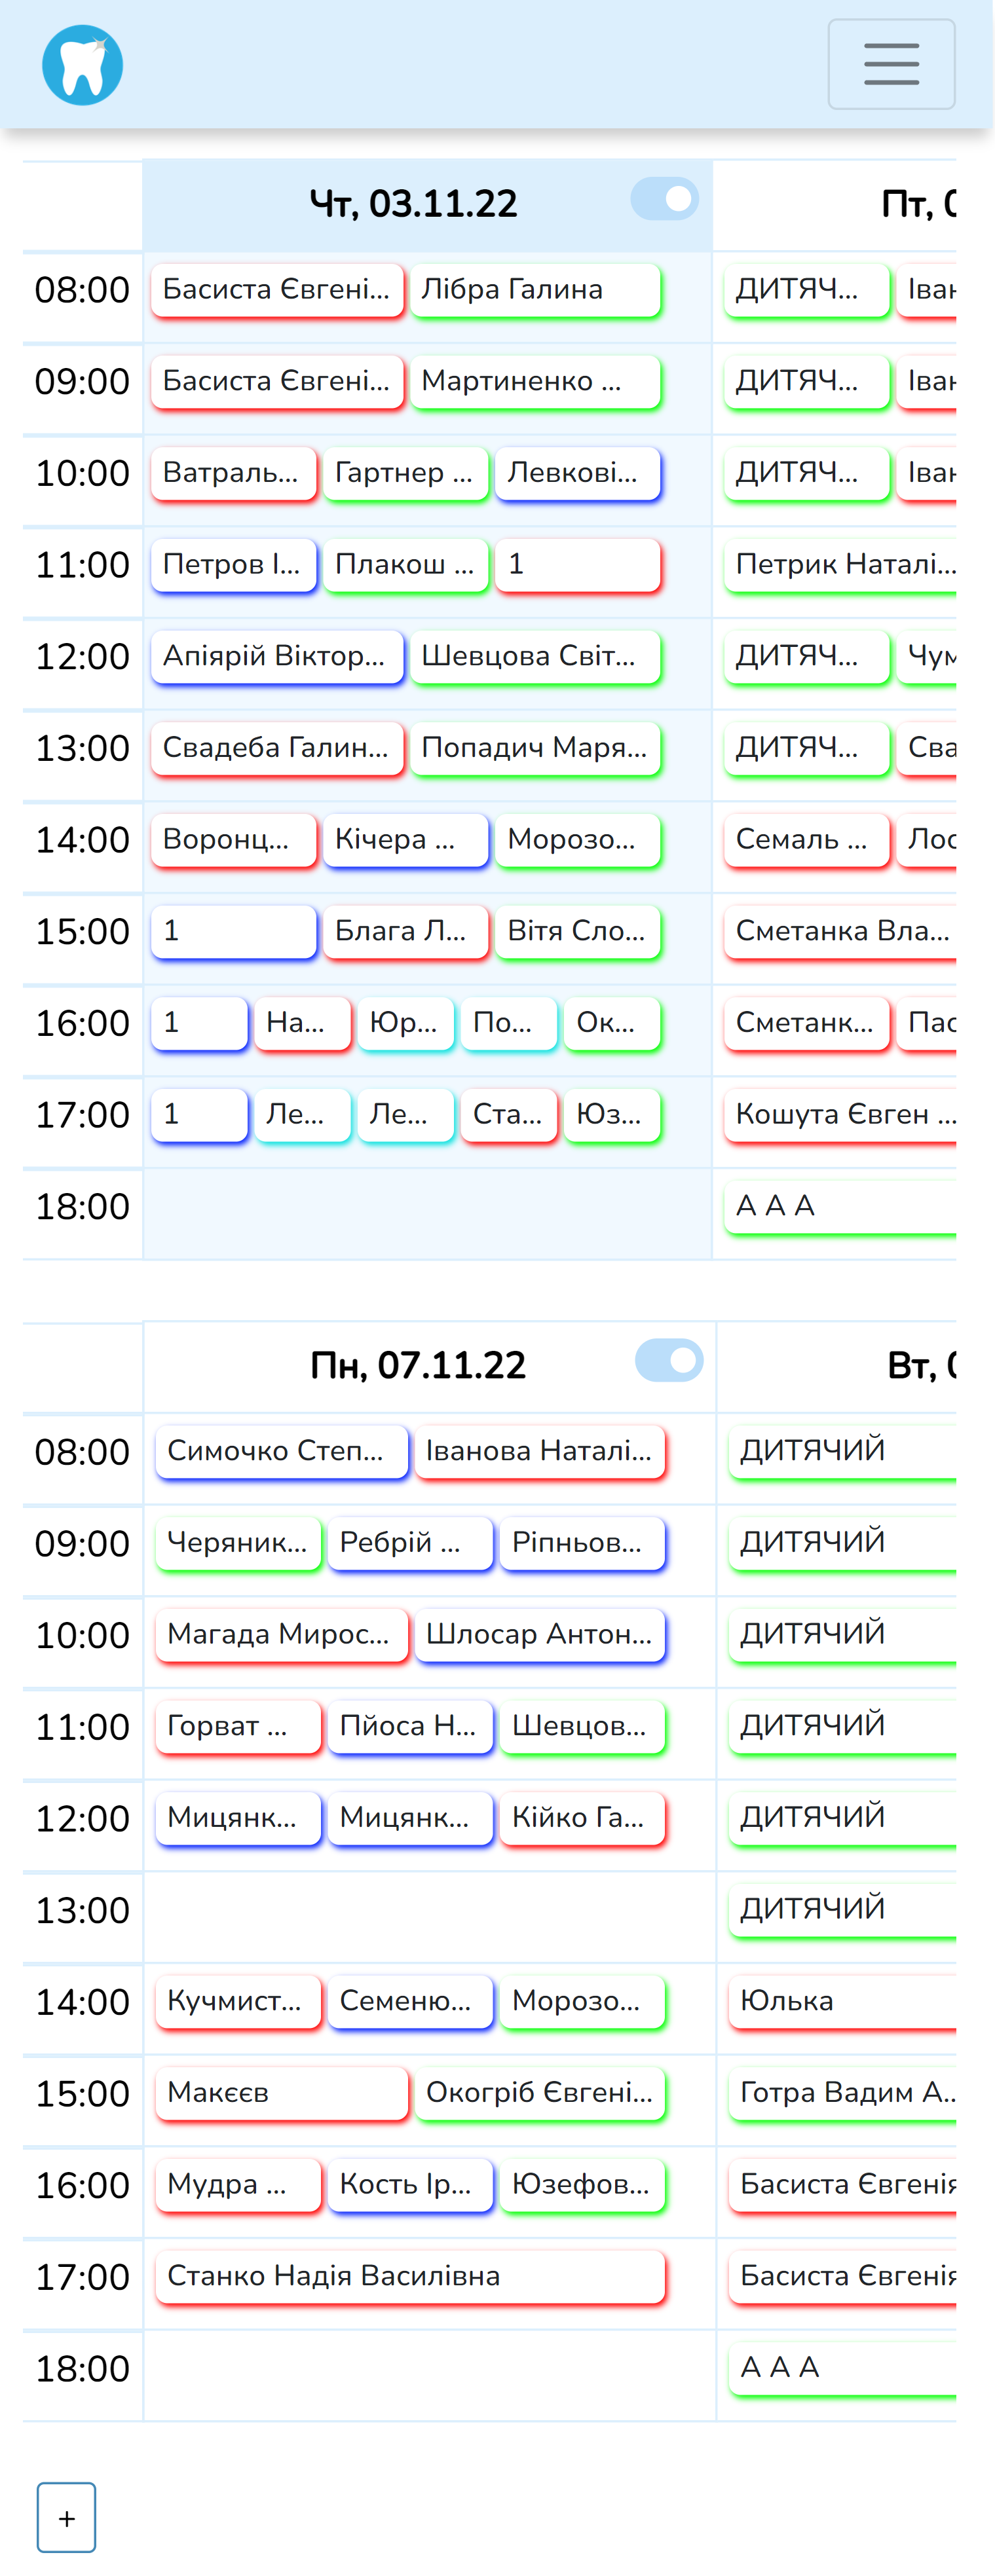 Чт, 03.11.22 Пт, 0
08:00 Басиста Євгені... Лібра Галина ДИТЯЧ... Іван
09:00 Басиста Євгені... Мартиненко ... ДИТЯЧ... Іван
10:00 Ватраль... Гартнер ... Левкові... ДИТЯЧ... Іван
11:00 Петров І... Плакош ... 1 Петрик Наталі...
12:00 Апіярій Віктор... Шевцова Світ... ДИТЯЧ... Чум
13:00 Свадеба Галин... Попадич Маря... ДИТЯЧ... Сва
14:00 Воронц... Кічера ... Морозо... Семаль ... Лос
15:00 1 Блага Л... Вітя Сло... Сметанка Вла...
16:00 1 На... Юр... По... Ок... Сметанк... Пас
17:00 1 Ле... Ле... Ста... Юз... Кошута Євген ...
18:00 А А А
Пн, 07.11.22 Вт, 0
08:00 Симочко Степ... Іванова Наталі... ДИТЯЧИЙ
09:00 Черяник... Ребрій ... Ріпньов... ДИТЯЧИЙ
10:00 Магада Мирос... Шлосар Антон... ДИТЯЧИЙ
11:00 Горват ... Пйоса Н... Шевцов... ДИТЯЧИЙ
12:00 Мицянк... Мицянк... Кійко Га... ДИТЯЧИЙ
13:00 ДИТЯЧИЙ
14:00 Кучмист... Семеню... Морозо... Юлька
15:00 Макєєв Окогріб Євгені... Готра Вадим А...
16:00 Мудра ... Кость Ір... Юзефов... Басиста Євгенія
17:00 Станко Надія Василівна Басиста Євгенія
18:00 А А А
+